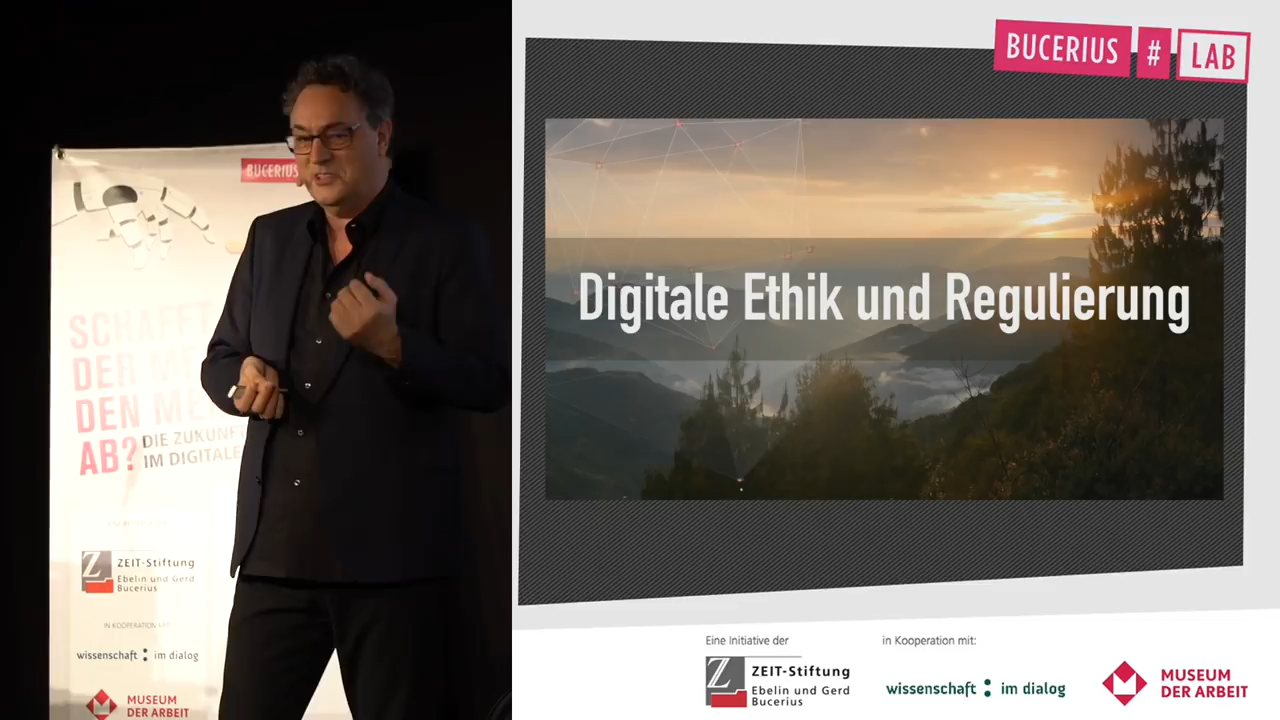 BUCERIUS
SCHAFFT
DER
DEN
AB?
DIE ZUKUNFT
IM DIGITALE
ZEIT-Stiftung
Ebelin und Gerd
Bucerius
IN KOOPERATION MIT
wissenschaft : im dialog
MUSEUM
DER ARBEIT
BUCERIUS # LAB
Digitale Ethik und Regulierung
Eine Initiative der
Z
ZEIT-Stiftung
Ebelin und Gerd
Bucerius
in Kooperation mit:
wissenschaft : im dialog
MUSEUM
DER ARBEIT